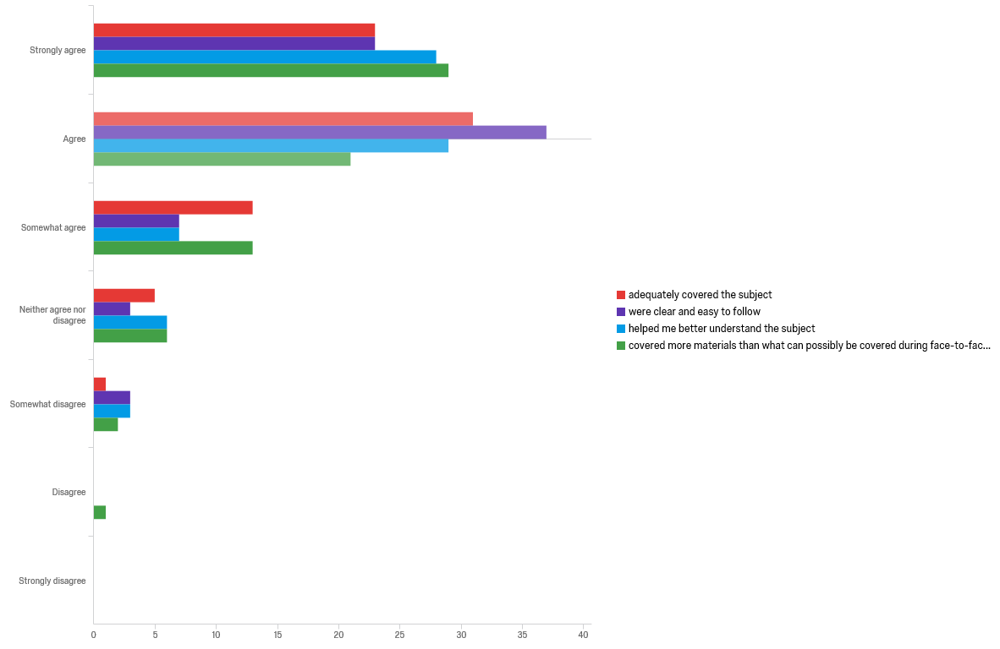 Strongly agree
Agree
Somewhat agree
Neither agree nor
disagree
Somewhat disagree
Disagree
Strongly disagree
0 5 10 15 20 25 30 35 40
adequately covered the subject
were clear and easy to follow
helped me better understand the subject
covered more materials than what can possibly be covered during face-to-fac...